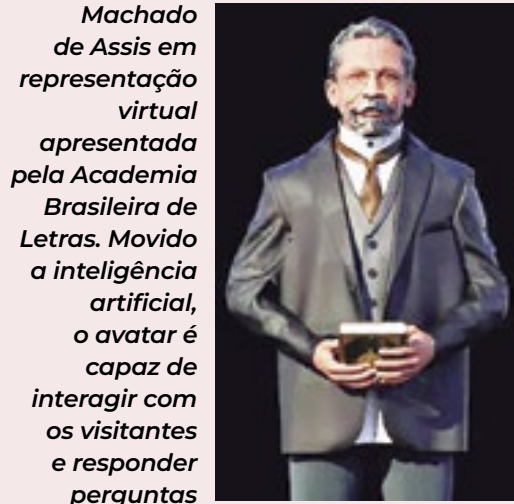 Machado
de Assis em
representação
virtual
apresentada
pela Academia
Brasileira de
Letras. Movido
a inteligência
artificial,
o avatar é
capaz de
interagir com
os visitantes
e responder
perguntas